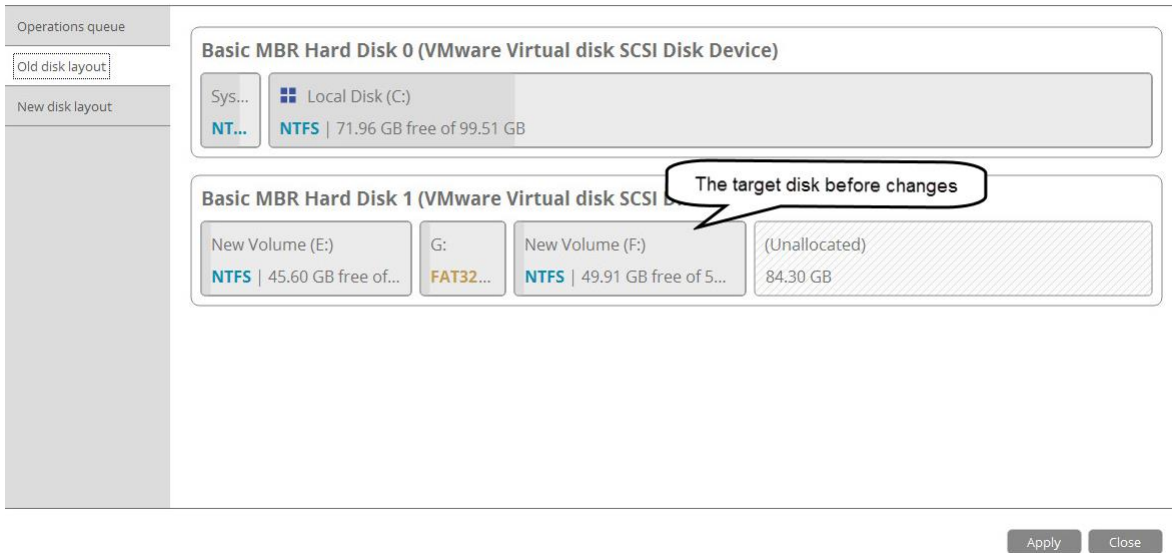 Operations queue
Old disk layout
New disk layout
Basic MBR Hard Disk 0 (VMware Virtual disk SCSI Disk Device)
Sys...
Local Disk (C:)
NT...
NTFS | 71.96 GB free of 99.51 GB
The target disk before changes
Basic MBR Hard Disk 1 (VMware Virtual disk SCSI
New Volume (E:)
G:
New Volume (F:)
(Unallocated)
NTFS | 45.60 GB free of...
FAT32...
NTFS | 49.91 GB free of 5...
84.30 GB
Apply
Close